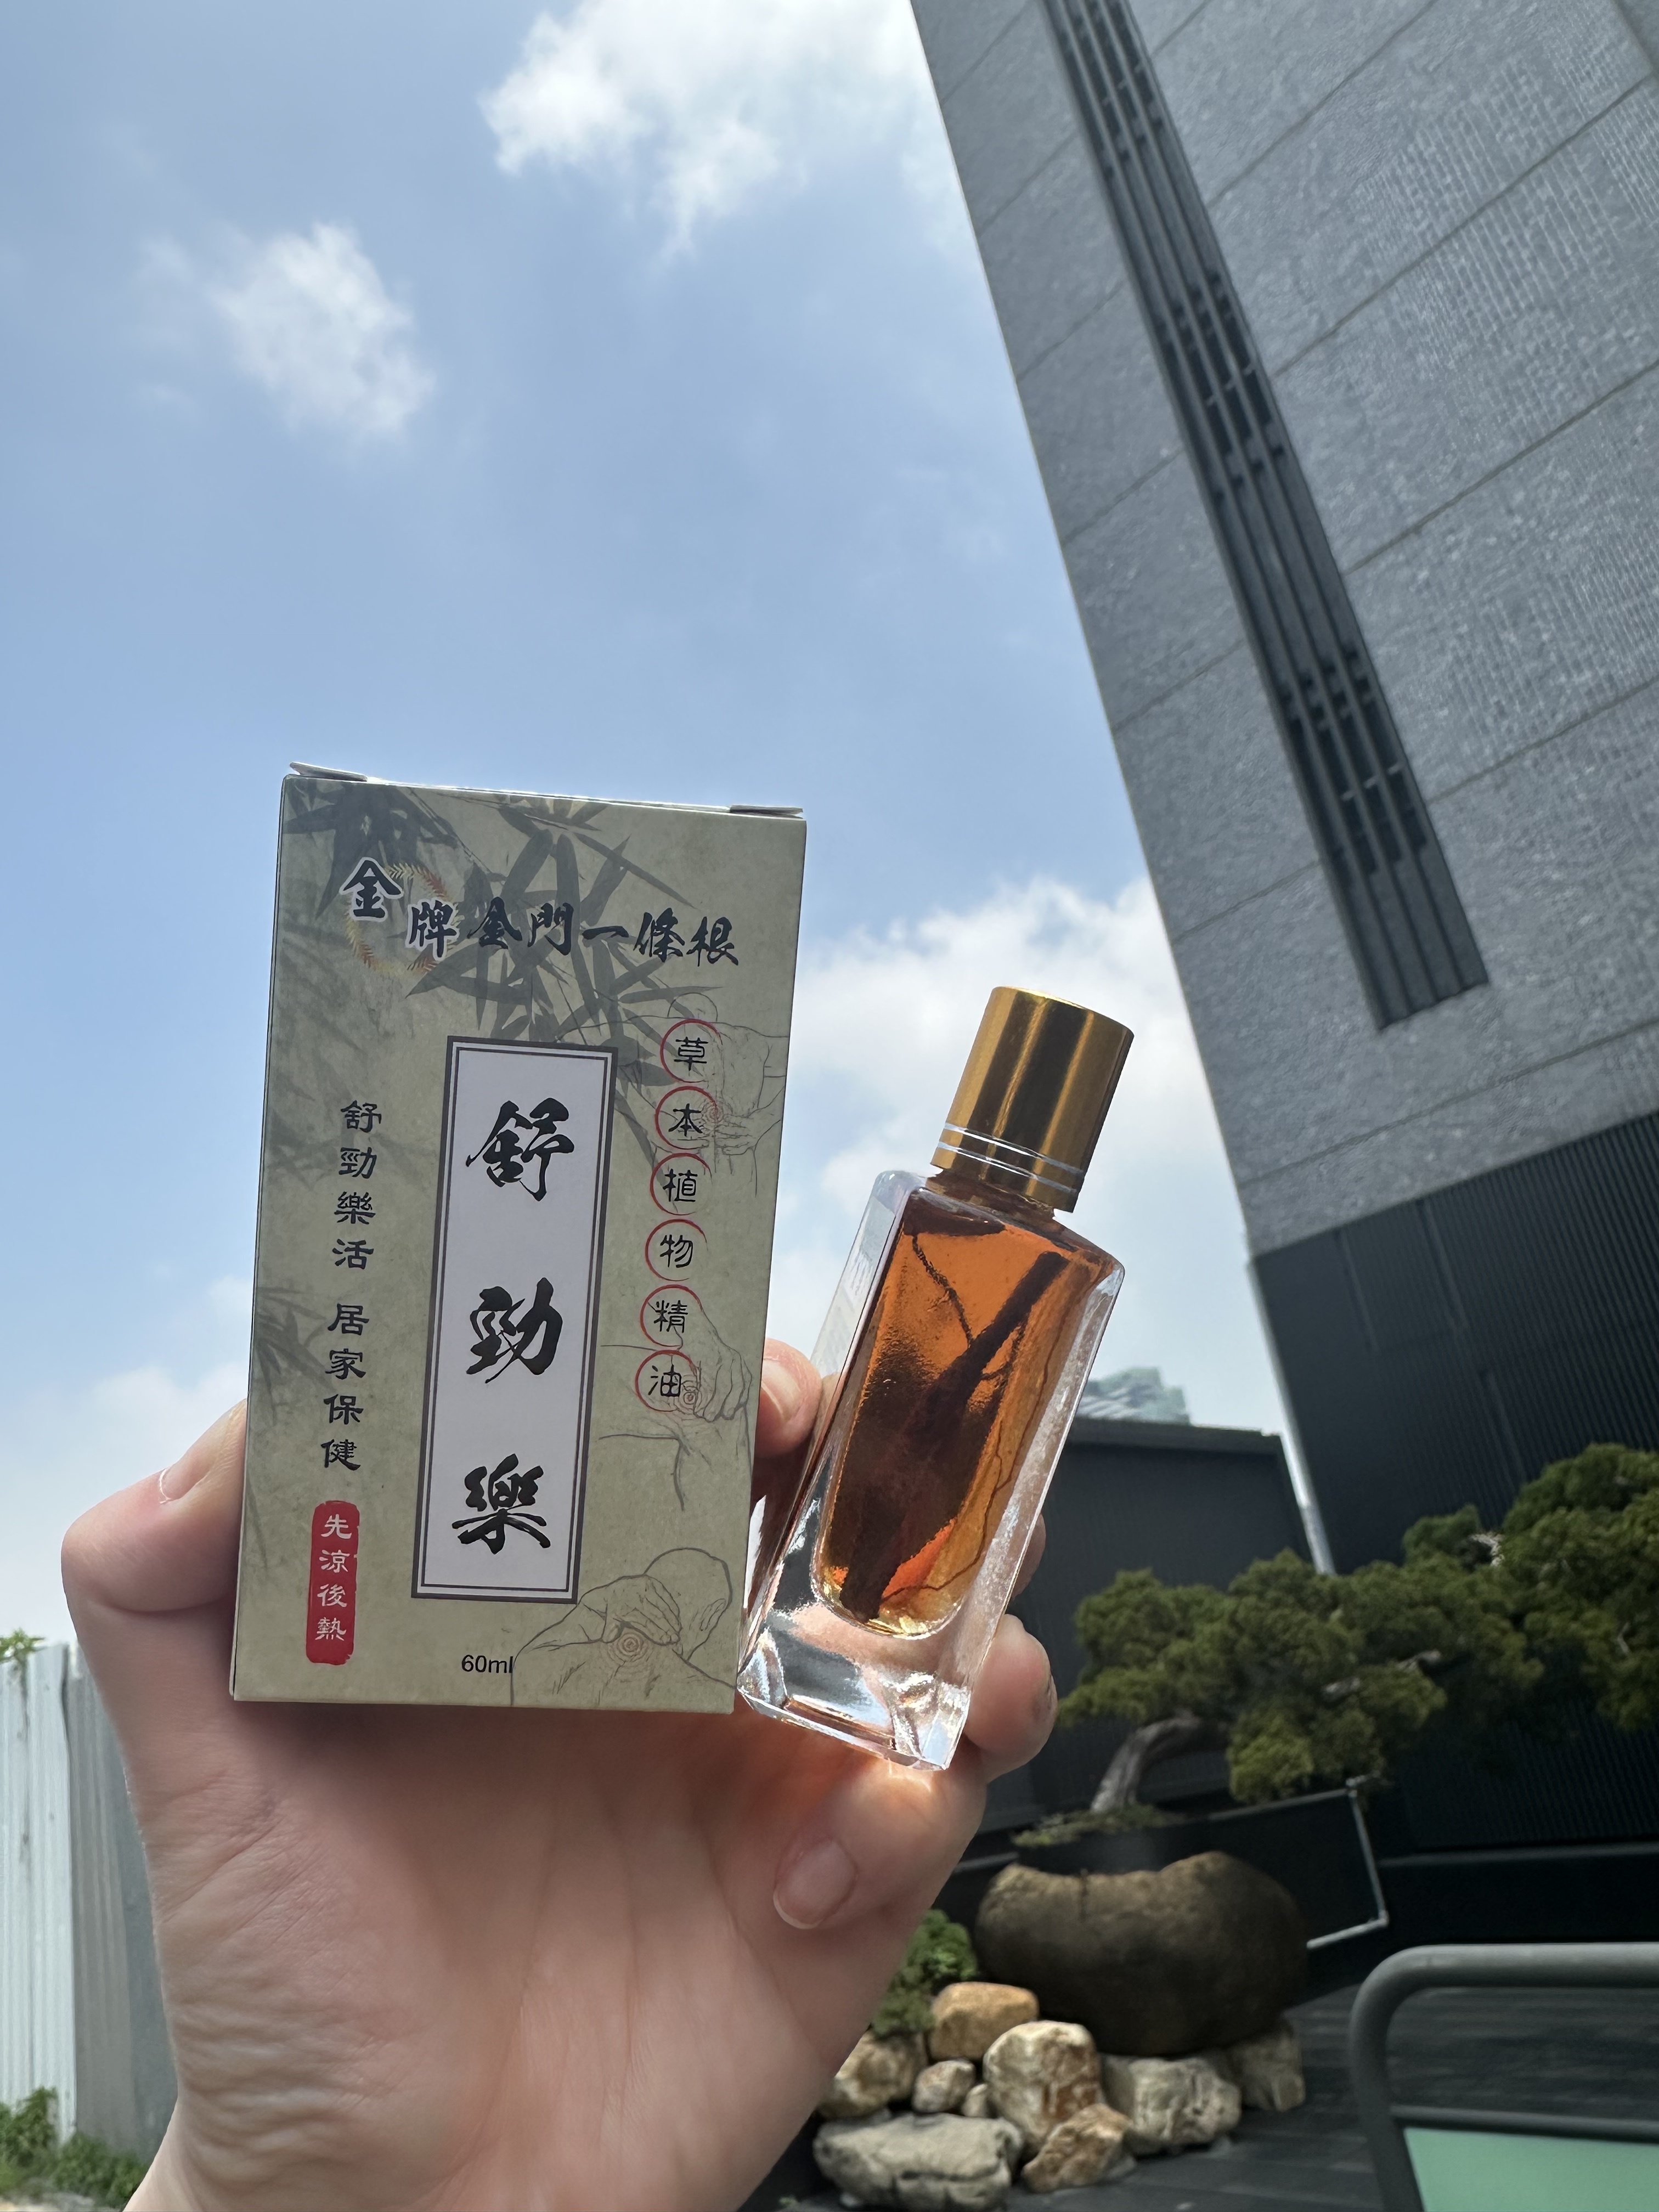 金牌金門一條根
草本植物精油
舒勁樂
舒勁樂活 居家保健
先涼後熱
60ml